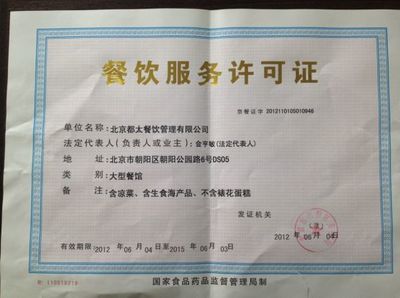 餐饮服务许可证
京餐证字 2012110105010946
单位名称：北京都太餐饮管理有限公司
法定代表人（负责人或业主）：金亨敏(法定代表人)
地址：北京市朝阳区朝阳公园路6号0S05
类别：大型餐馆
备注：含凉菜、含生食海产品、不含裱花蛋糕
发证机关
2012 年 06 月 04 日
有效期限 2012 年 06 月 04 日至 2015 年 06 月 03 日
国家食品药品监督管理局制